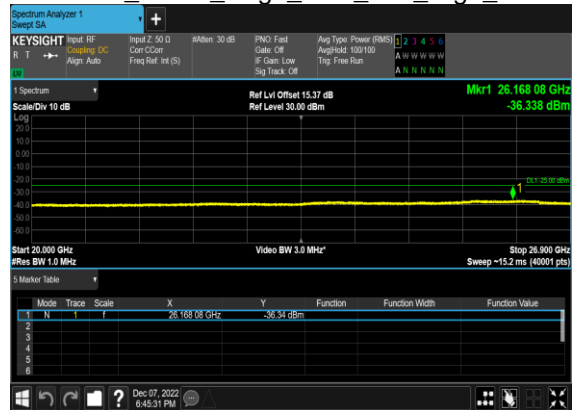 Spectrum Analyzer 1
Swept SA
KEYSIGHT
R T
LXI
Input: RF
Coupling: DC
Align: Auto
Input Z: 50 Ω
Corr CCorr
Freq Ref: Int (S)
#Atten: 30 dB
PNO: Fast
Gate: Off
IF Gain: Low
Sig Track: Off
Avg Type: Power (RMS)
Avg|Hold: 100/100
Trig: Free Run
1 2 3 4 5 6
A W W W W W
A N N N N N
1 Spectrum
Scale/Div 10 dB
Ref Lvl Offset 15.37 dB
Ref Level 30.00 dBm
Mkr1 26.168 08 GHz
-36.338 dBm
Log
20.0
10.0
0.00
-10.0
-20.0
-30.0
-40.0
-50.0
-60.0
DL1 -25.00 dBm
1
Start 20.000 GHz
#Res BW 1.0 MHz
Video BW 3.0 MHz*
Stop 26.900 GHz
Sweep ~15.2 ms (40001 pts)
5 Marker Table
Mode Trace Scale X Y Function Function Width Function Value
1 N 1 f 26.168 08 GHz -36.34 dBm
2
3
4
5
6
?
Dec 07, 2022
6:45:31 PM